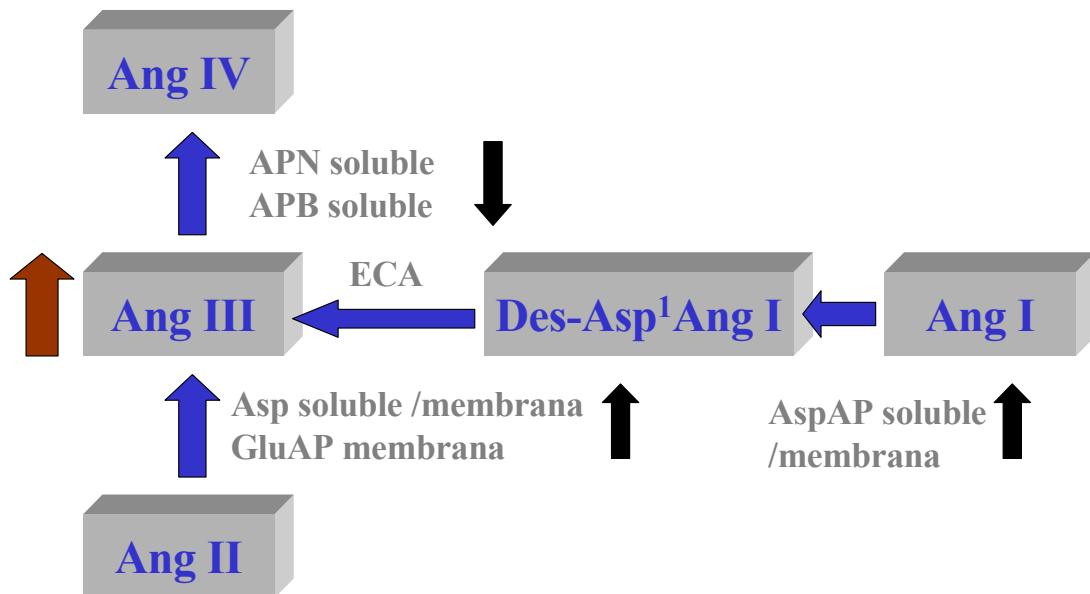 Ang IV
APN soluble
APB soluble
ECA
Ang III
Des-Asp¹Ang I
Ang I
Asp soluble /membrana
GluAP membrana
AspAP soluble
/membrana
Ang II